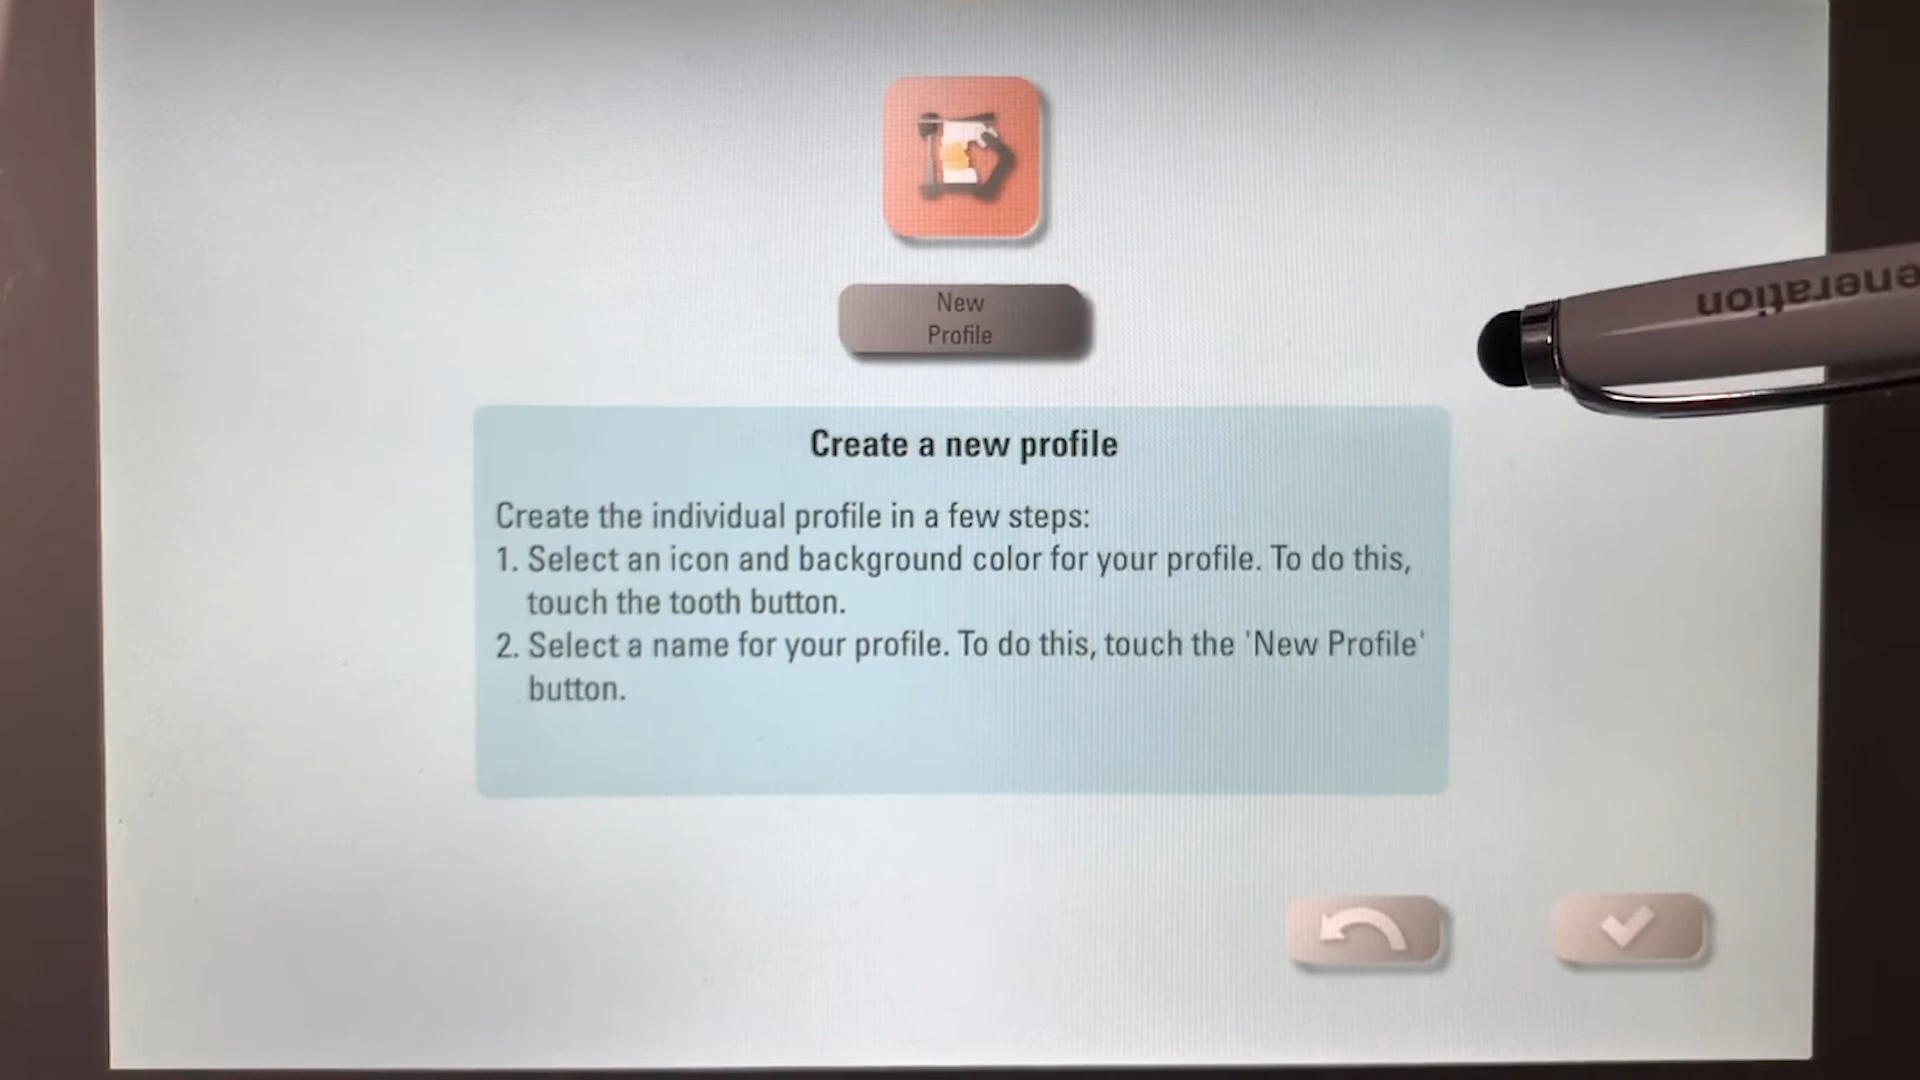 New
Profile
eneration
Create a new profile
Create the individual profile in a few steps:
1. Select an icon and background color for your profile. To do this,
touch the tooth button.
2. Select a name for your profile. To do this, touch the 'New Profile'
button.